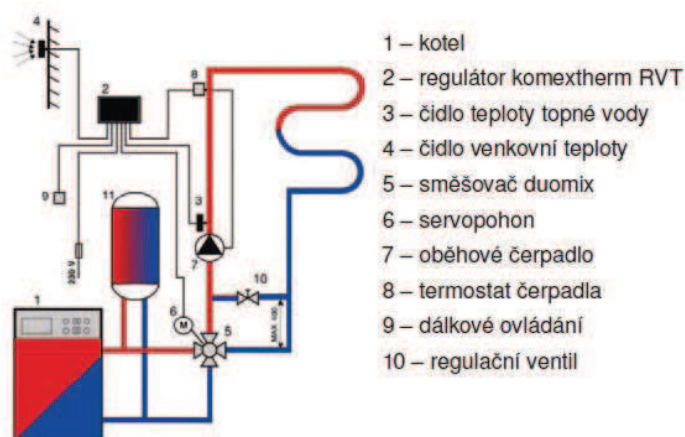 4
2
8
9
11
3
230 V
7
10
1
6
M
5
MAX 400
1 – kotel
2 – regulátor komextherm RVT
3 – čidlo teploty topné vody
4 – čidlo venkovní teploty
5 – směšovač duomix
6 – servopohon
7 – oběhové čerpadlo
8 – termostat čerpadla
9 – dálkové ovládání
10 – regulační ventil